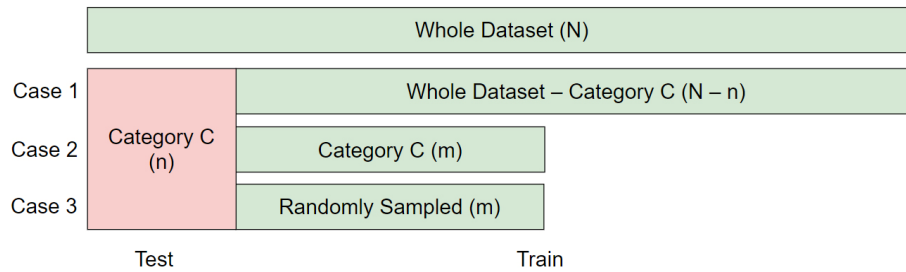 Whole Dataset (N)
Case 1
Whole Dataset – Category C (N – n)
Category C
(n)
Case 2
Category C (m)
Case 3
Randomly Sampled (m)
Test
Train